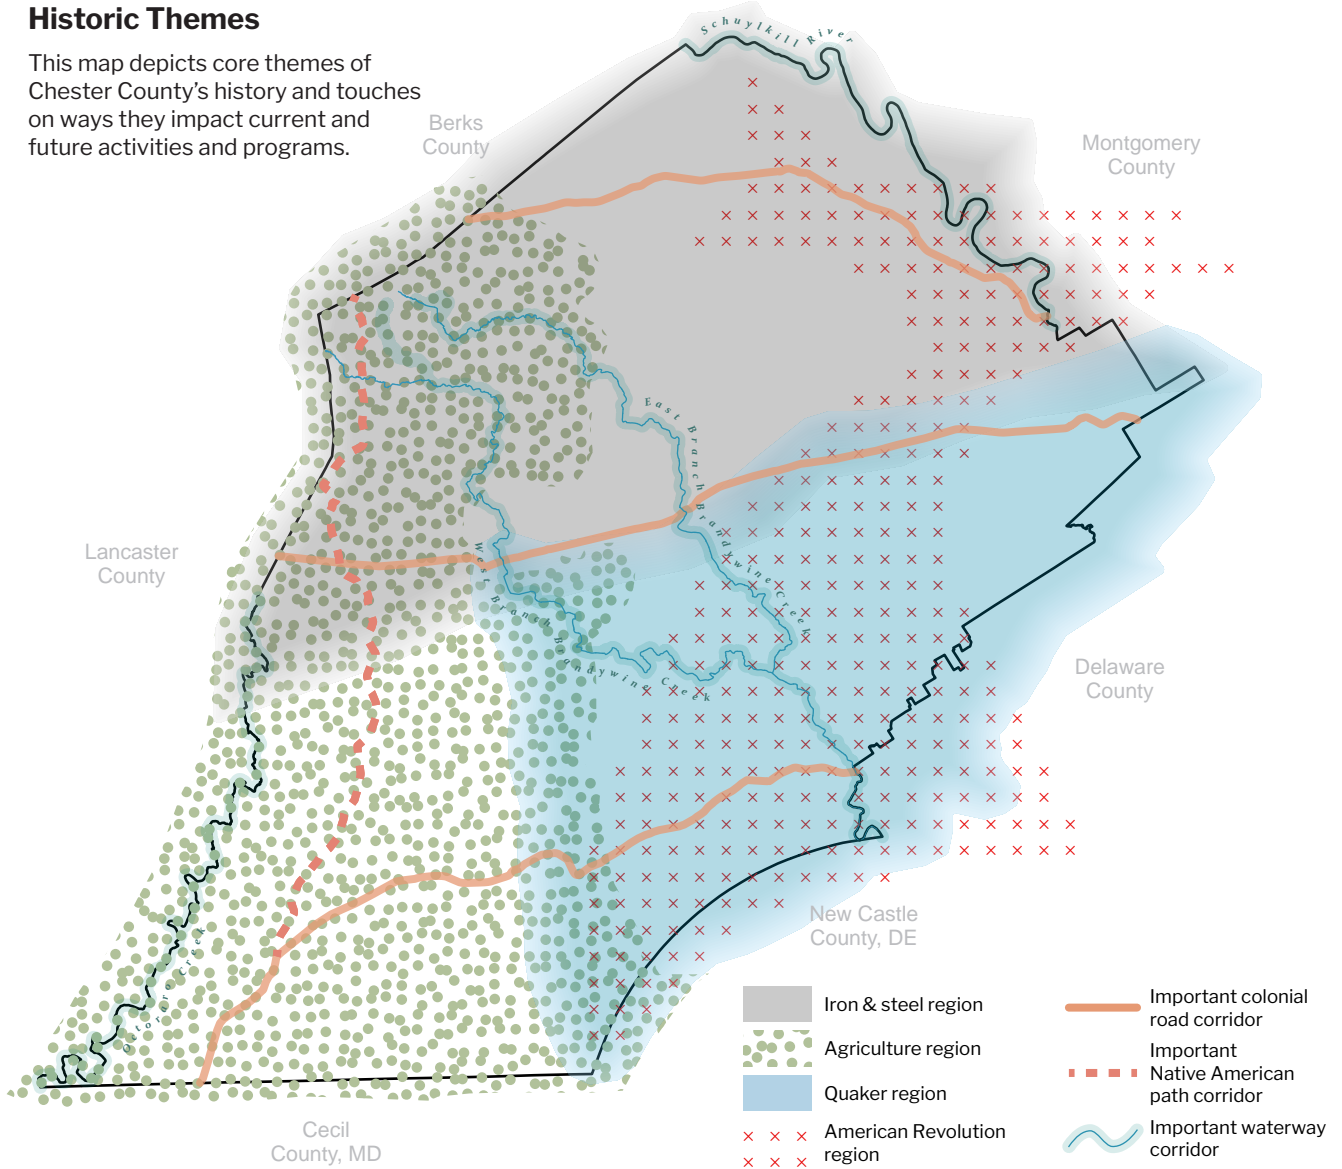 Historic Themes
This map depicts core themes of
Chester County's history and touches
on ways they impact current and
future activities and programs.
Schuylkill River
Berks
County
Montgomery
County
East Branch Brandywine Creek
Lancaster
County
West Branch Brandywine Creek
Delaware
County
Octoraro Creek
New Castle
County, DE
Cecil
County, MD
Iron & steel region
Agriculture region
Quaker region
American Revolution
region
Important colonial
road corridor
Important
Native American
path corridor
Important waterway
corridor